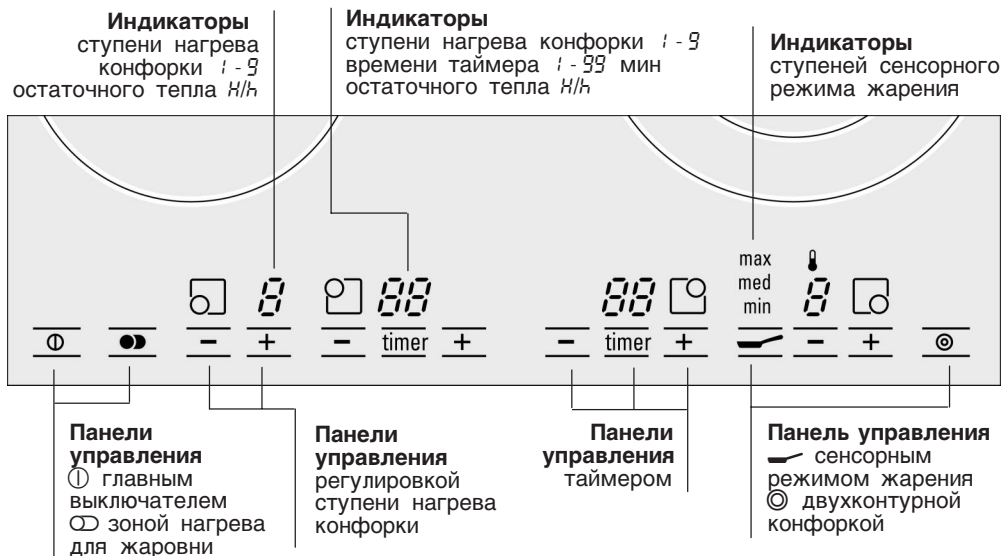 Индикаторы
ступени нагрева
конфорки 1 - 9
остаточного тепла H/h
Индикаторы
ступени нагрева конфорки 1 - 9
времени таймера 1 - 99 мин
остаточного тепла H/h
Индикаторы
ступеней сенсорного
режима жарения
max
med
min
8
88
88
8
− + − timer + − timer + − +
Панели
управления
главным
выключателем
зоной нагрева
для жаровни
Панели
управления
регулировкой
ступени нагрева
конфорки
Панели
управления
таймером
Панель управления
сенсорным
режимом жарения
двухконтурной
конфоркой